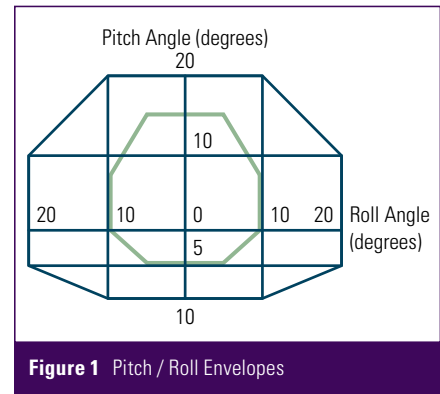 Pitch Angle (degrees)
20
10
20 10 0 10 20 Roll Angle
(degrees)
5
10
Figure 1 Pitch / Roll Envelopes